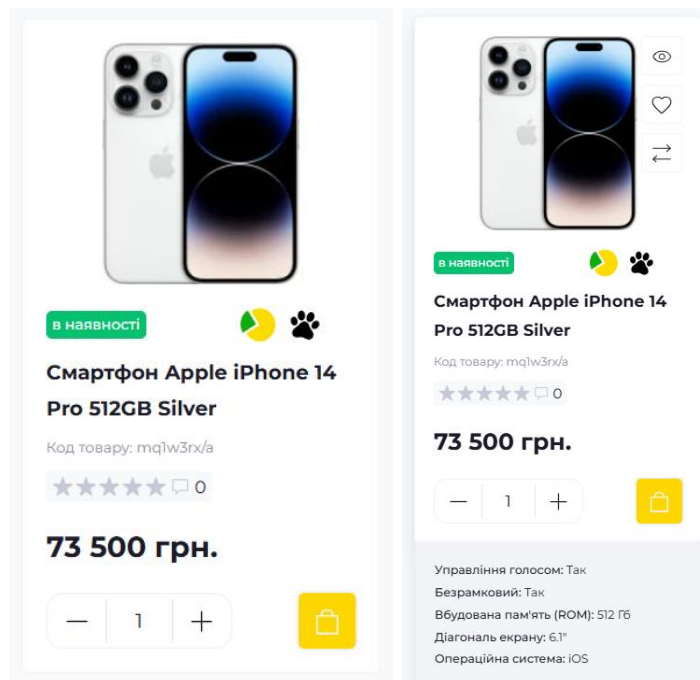 в наявності
Смартфон Apple iPhone 14
Pro 512GB Silver
Код товару: mq1w3rx/a
0
73 500 грн.
1
в наявності
Смартфон Apple iPhone 14
Pro 512GB Silver
Код товару: mq1w3rx/a
0
73 500 грн.
1
Управління голосом: Так
Безрамковий: Так
Вбудована пам'ять (ROM): 512 Гб
Діагональ екрану: 6.1"
Операційна система: iOS